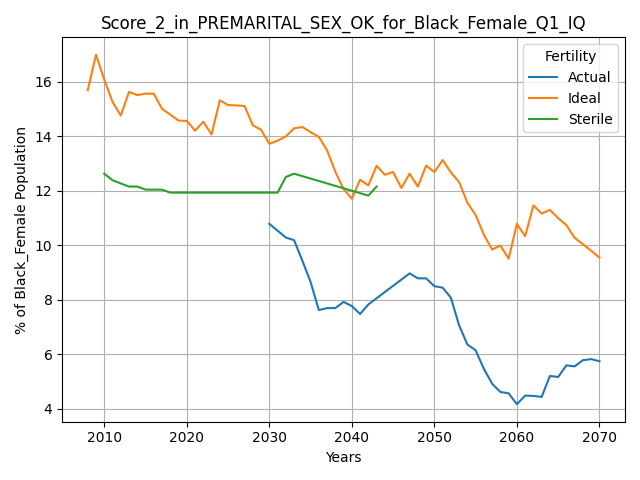 Score_2_in_PREMARITAL_SEX_OK_for_Black_Female_Q1_IQ
Fertility
Actual
Ideal
Sterile
% of Black_Female Population
16
14
12
10
8
6
4
2010 2020 2030 2040 2050 2060 2070
Years